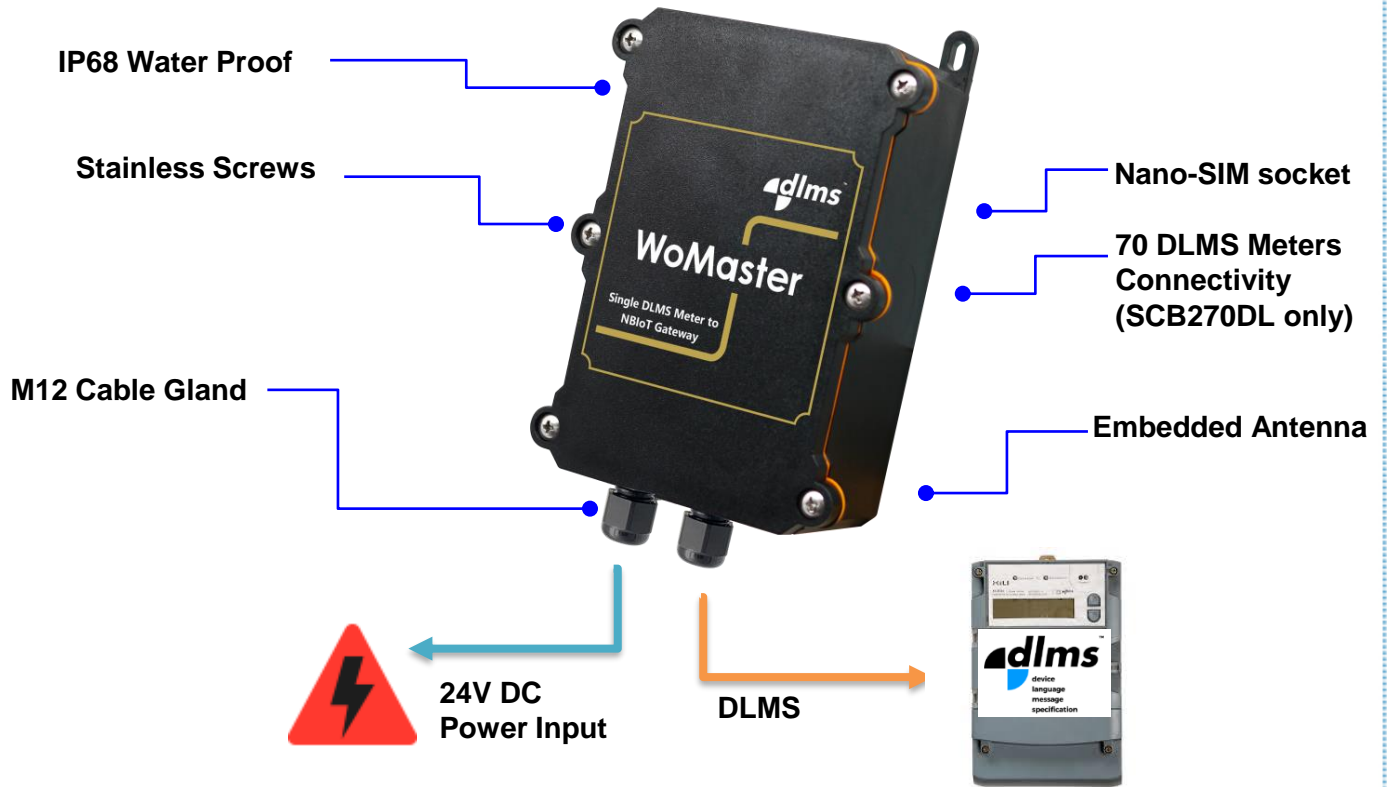 IP68 Water Proof
Stainless Screws
M12 Cable Gland
dlms
WoMaster
Single DLMS Meter to
NBIoT Gateway
Nano-SIM socket
70 DLMS Meters
Connectivity
(SCB270DL only)
Embedded Antenna
24V DC
Power Input
DLMS
dlms
device
language
message
specification